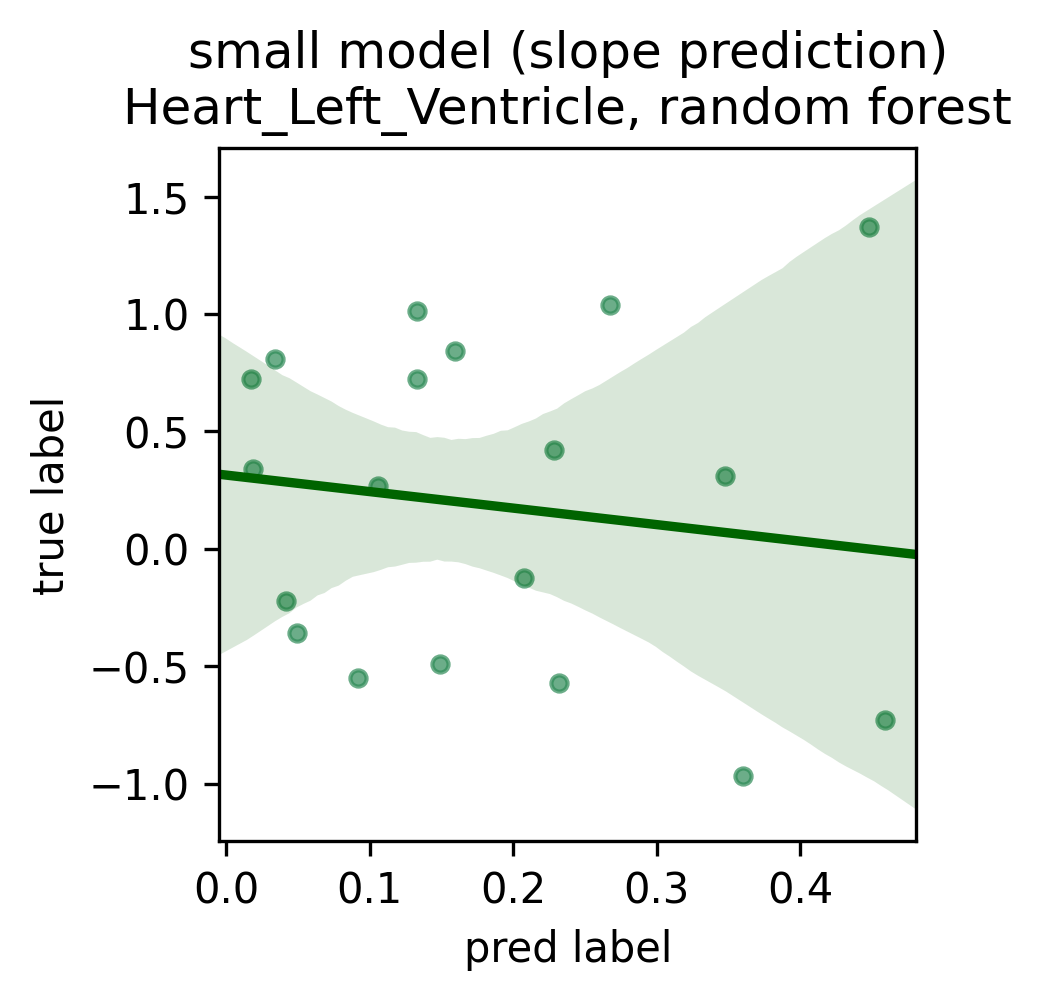 small model (slope prediction)
Heart_Left_Ventricle, random forest
1.5
1.0
0.5
0.0
−0.5
−1.0
true label
0.0 0.1 0.2 0.3 0.4
pred label